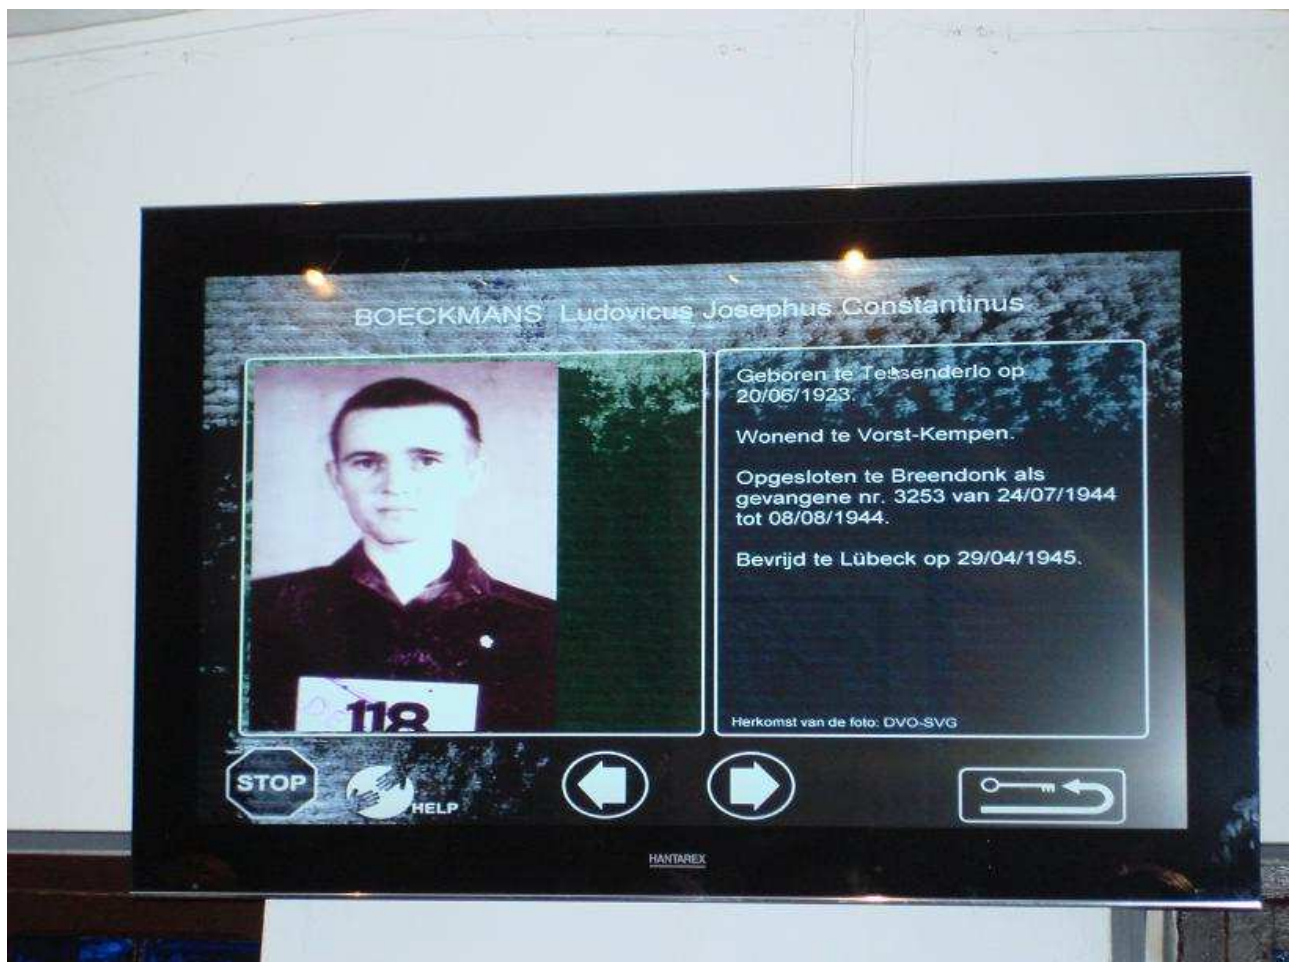 BOECKMANS Ludovicus Josephus Constantinus
Geboren te Tessenderlo op
20/06/1923.
Wonend te Vorst-Kempen.
Opgesloten te Breendonk als
gevangene nr. 3253 van 24/07/1944
tot 08/08/1944.
Bevrijd te Lübeck op 29/04/1945.
118
Herkomst van de foto: DVO-SVG
STOP
HELP
HANTAREX